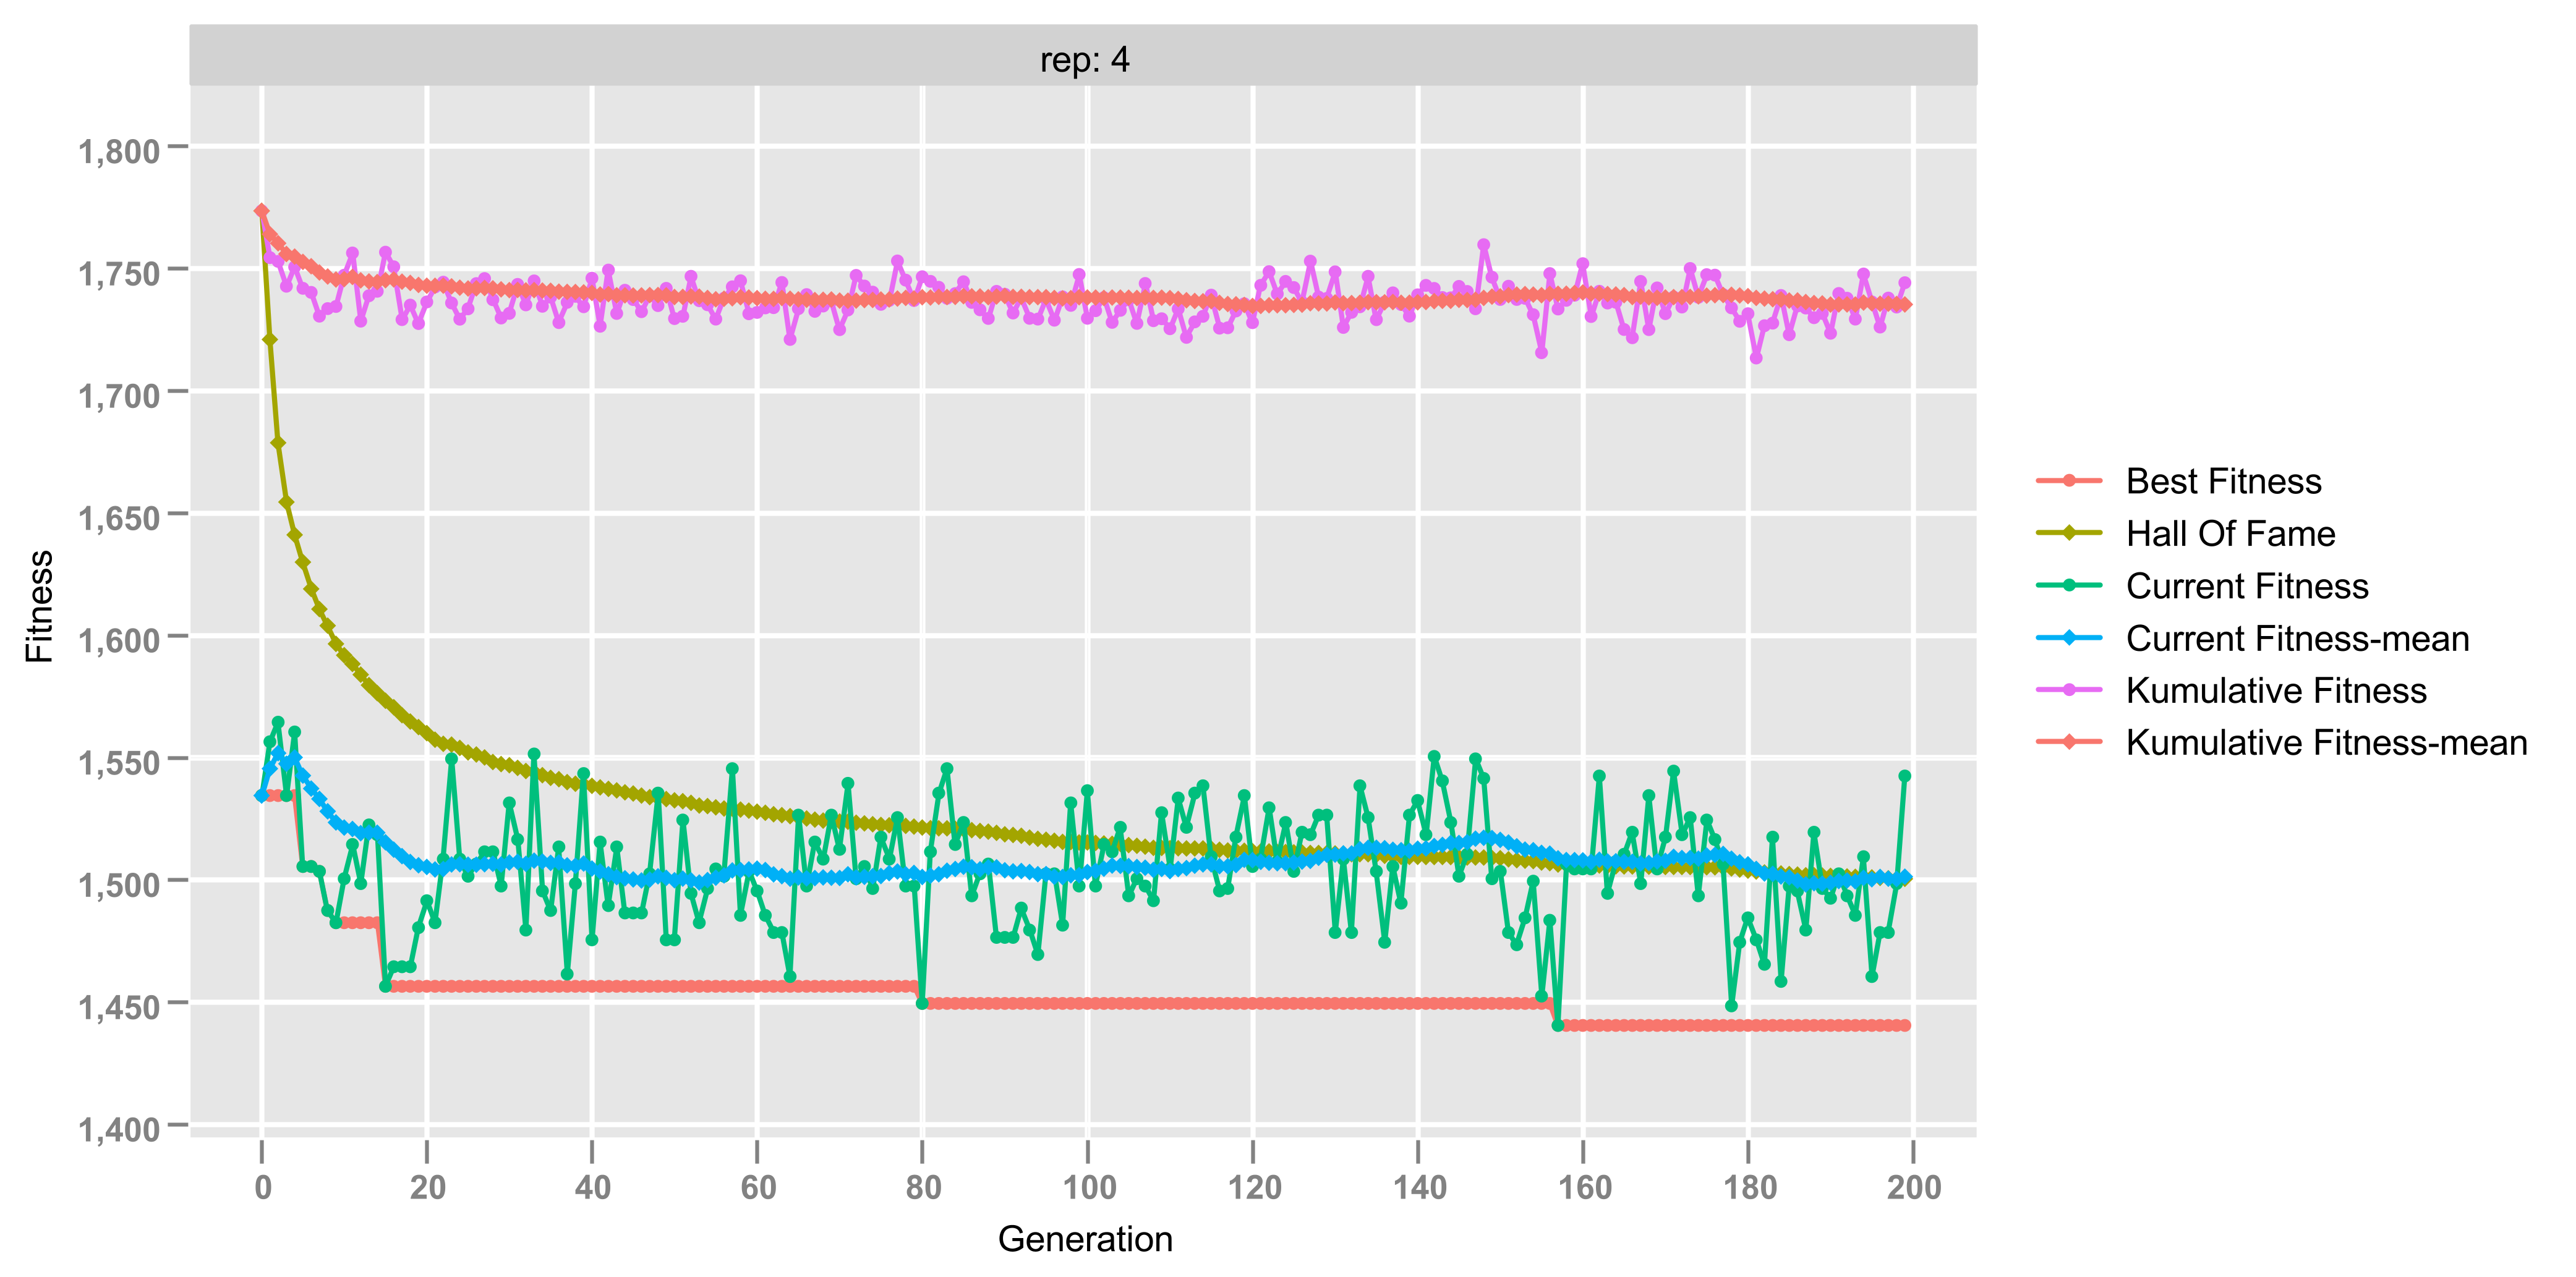 rep: 4
1,800
1,750
1,700
1,650
1,600
1,550
1,500
1,450
1,400
Fitness
0 20 40 60 80 100 120 140 160 180 200
Generation
Best Fitness
Hall Of Fame
Current Fitness
Current Fitness-mean
Kumulative Fitness
Kumulative Fitness-mean